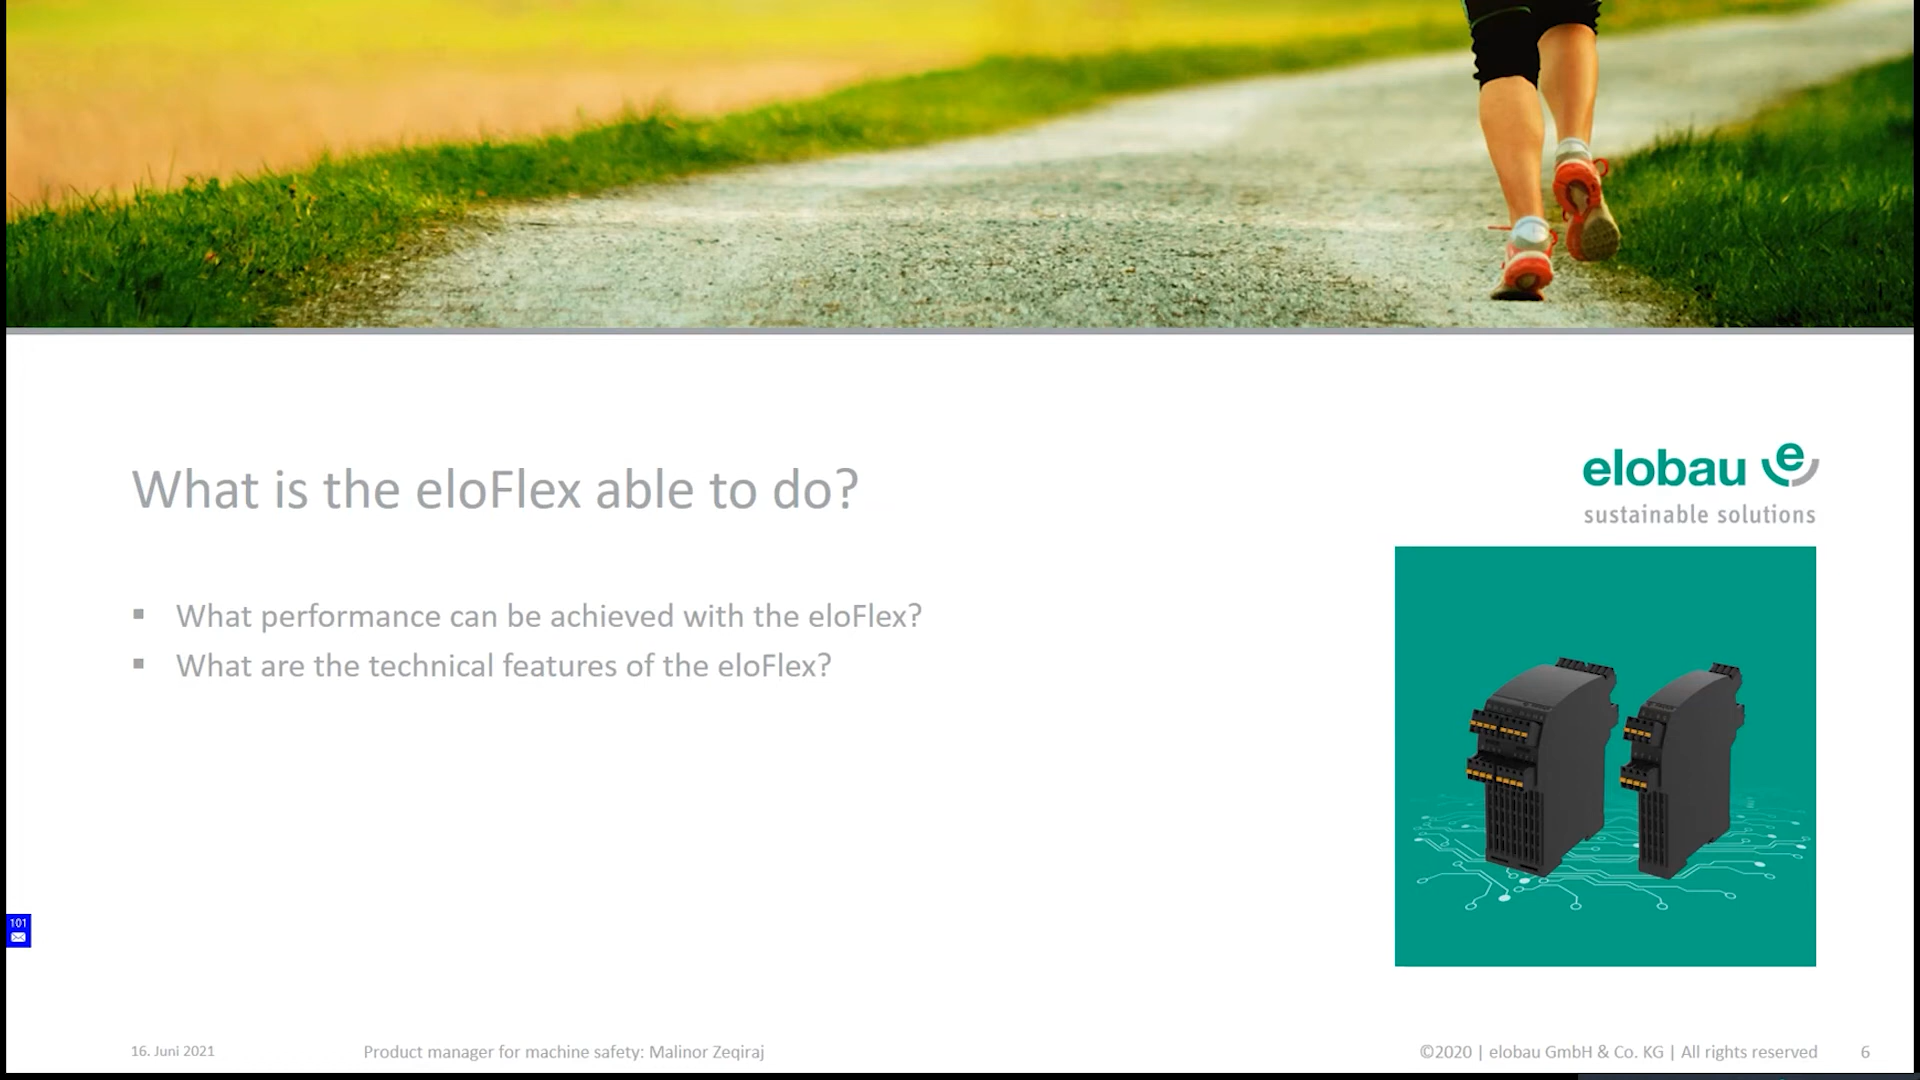 What is the eloFlex able to do?
elobau e
sustainable solutions
▪ What performance can be achieved with the eloFlex?
▪ What are the technical features of the eloFlex?
101
16. Juni 2021
Product manager for machine safety: Malinor Zeqiraj
©2020 | elobau GmbH & Co. KG | All rights reserved
6